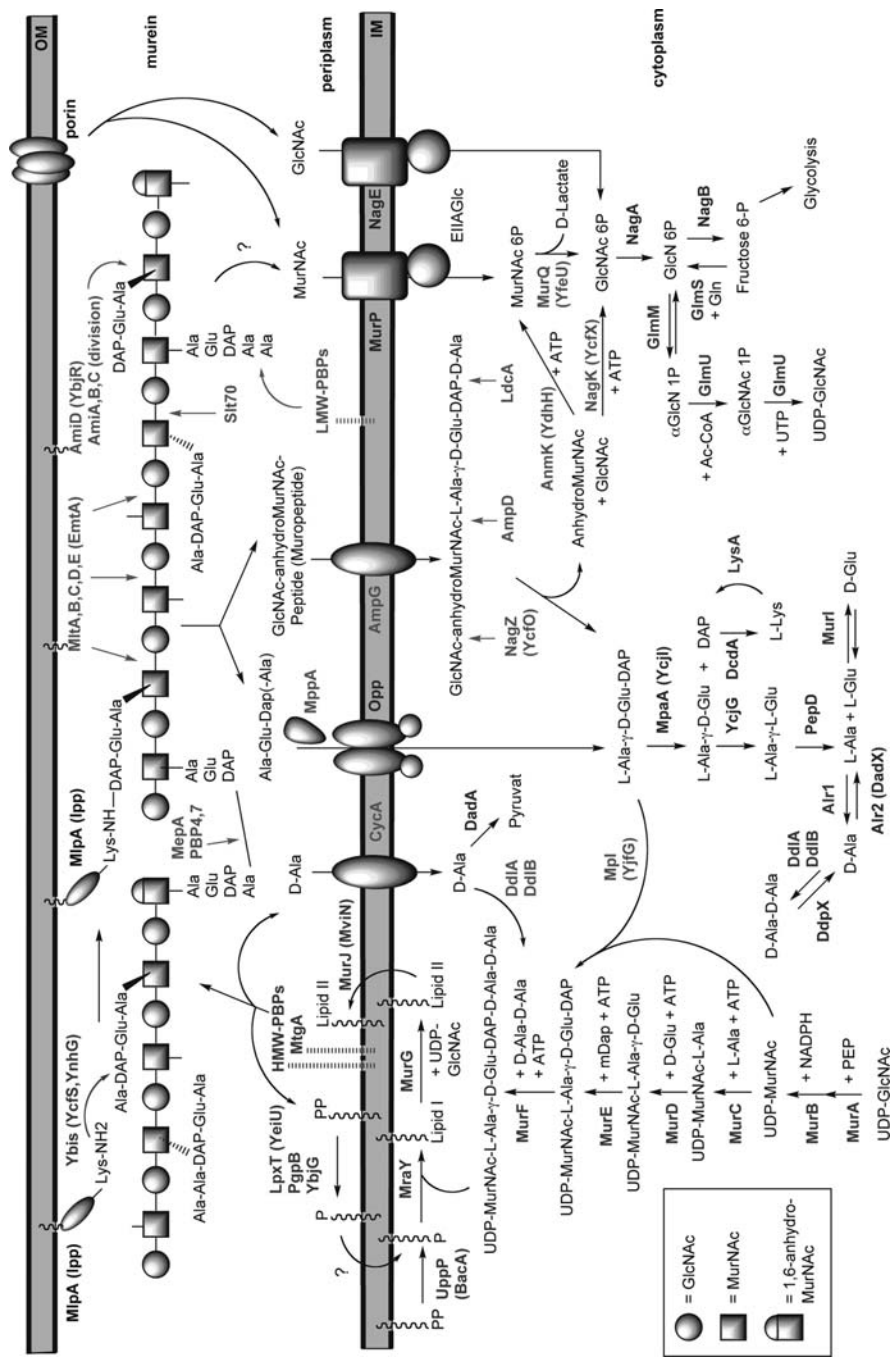 OM
murein
periplasm
IM
cytoplasm
MlpA (lpp)
Lys-NH2
Ybis (YcfS,YnhG)
MlpA (lpp)
Lys-NH—DAP-Glu-Ala
MltA,B,C,D,E (EmtA)
AmiD (YbjR)
AmiA,B,C (division)
porin
Ala-Ala-DAP-Glu-Ala
Ala-DAP-Glu-Ala
Ala
Glu
DAP
Ala
MepA
PBP4,7
Ala
Glu
DAP
Ala-DAP-Glu-Ala
Slt70
Ala
Glu
DAP
Ala
Ala
DAP-Glu-Ala
?
LpxT (YeiU)
PgpB
YbjG
HMW-PBPs
MtgA
D-Ala
Ala-Glu-Dap(-Ala)
MppA
GlcNAc-anhydroMurNAc-
Peptide (Muropeptide)
LMW-PBPs
MurNAc
GlcNAc
P
PP
Lipid II
MurJ (MviN)
CycA
Opp
AmpG
MurP
NagE
?
PP
UppP
(BacA)
P
MraY
Lipid I
MurG
+ UDP-
GlcNAc
Lipid II
D-Ala
DadA
Pyruvat
EIIAGlc
UDP-MurNAc-L-Ala-γ-D-Glu-DAP-D-Ala-D-Ala
DdlA
DdlB
MurF
+ D-Ala-D-Ala
+ ATP
UDP-MurNAc-L-Ala-γ-D-Glu-DAP
MurE
+ mDap + ATP
UDP-MurNAc-L-Ala-γ-D-Glu
MurD
+ D-Glu + ATP
UDP-MurNAc-L-Ala
MurC
+ L-Ala + ATP
UDP-MurNAc
MurB
+ NADPH
MurA
+ PEP
UDP-GlcNAc
Mpl
(YjfG)
GlcNAc-anhydroMurNAc-L-Ala-γ-D-Glu-DAP-D-Ala
NagZ
(YcfO)
AmpD
LdcA
L-Ala-γ-D-Glu-DAP
MpaA (YcjI)
L-Ala-γ-D-Glu + DAP
YcjG
DcdA
LysA
L-Ala-γ-L-Glu
L-Lys
PepD
D-Ala-D-Ala
DdlA
DdlB
DdpX
D-Ala
Alr1
Alr2 (DadX)
L-Ala + L-Glu
MurI
D-Glu
AnhydroMurNAc
+ GlcNAc
AnmK (YdhH)
+ ATP
NagK (YcfX)
+ ATP
MurNAc 6P
MurQ
(YfeU)
D-Lactate
GlcNAc 6P
NagA
GlcN 6P
GlmM
αGlcN 1P
GlmS
+ Gln
NagB
Fructose 6-P
Glycolysis
+ Ac-CoA
GlmU
αGlcNAc 1P
+ UTP
GlmU
UDP-GlcNAc
= GlcNAc
= MurNAc
= 1,6-anhydro-
MurNAc